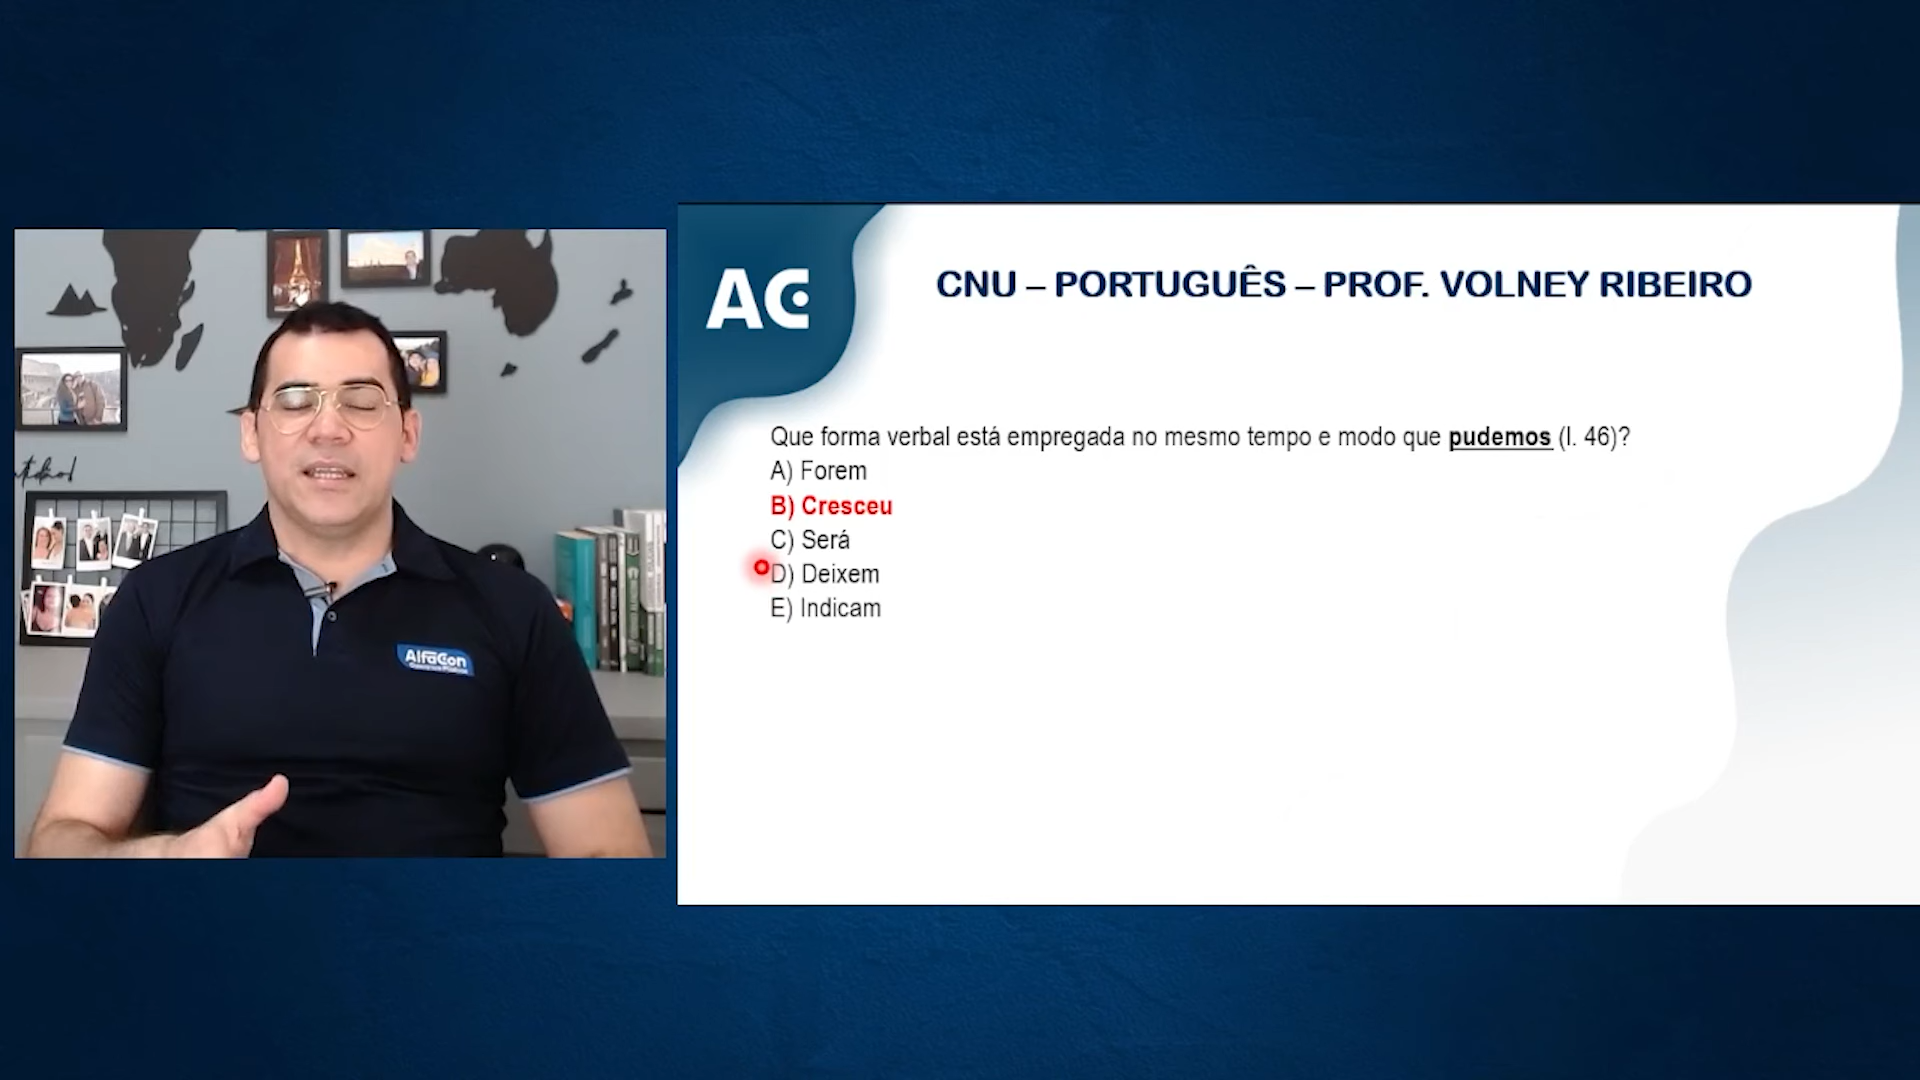 AC
CNU – PORTUGUÊS – PROF. VOLNEY RIBEIRO
Que forma verbal está empregada no mesmo tempo e modo que pudemos (l. 46)?
A) Forem
B) Cresceu
C) Será
D) Deixem
E) Indicam
AlfaCon